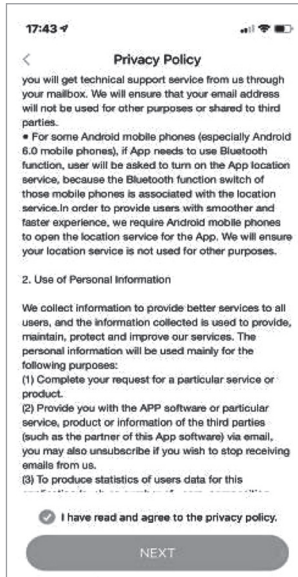 17:43
Privacy Policy
you will get technical support service from us through
your mailbox. We will ensure that your email address
will not be used for other purposes or shared to third
parties.
• For some Android mobile phones (especially Android
6.0 mobile phones), if App needs to use Bluetooth
function, user will be asked to turn on the App location
service, because the Bluetooth function switch of
those mobile phones is associated with the location
service.In order to provide users with smoother and
faster experience, we require Android mobile phones
to open the location service for the App. We will ensure
your location service is not used for other purposes.
2. Use of Personal Information
We collect information to provide better services to all
users, and the information collected is used to provide,
maintain, protect and improve our services. The
personal information will be used mainly for the
following purposes:
(1) Complete your request for a particular service or
product.
(2) Provide you with the APP software or particular
service, product or information of the third parties
(such as the partner of this App software) via email,
you may also unsubscribe if you wish to stop receiving
emails from us.
(3) To produce statistics of users data for this
I have read and agree to the privacy policy.
NEXT